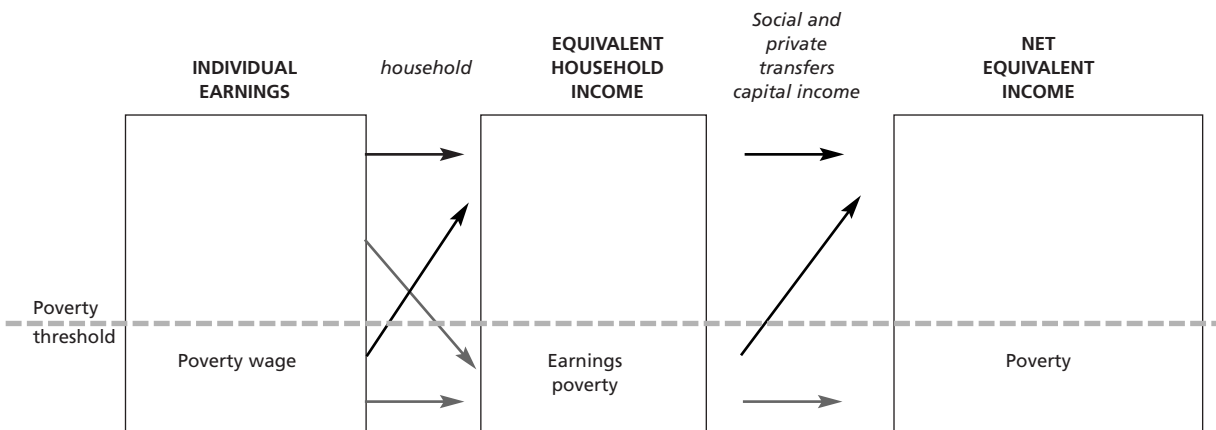 INDIVIDUAL
EARNINGS
household
EQUIVALENT
HOUSEHOLD
INCOME
Social and
private
transfers
capital income
NET
EQUIVALENT
INCOME
Poverty
threshold
Poverty wage
Earnings
poverty
Poverty